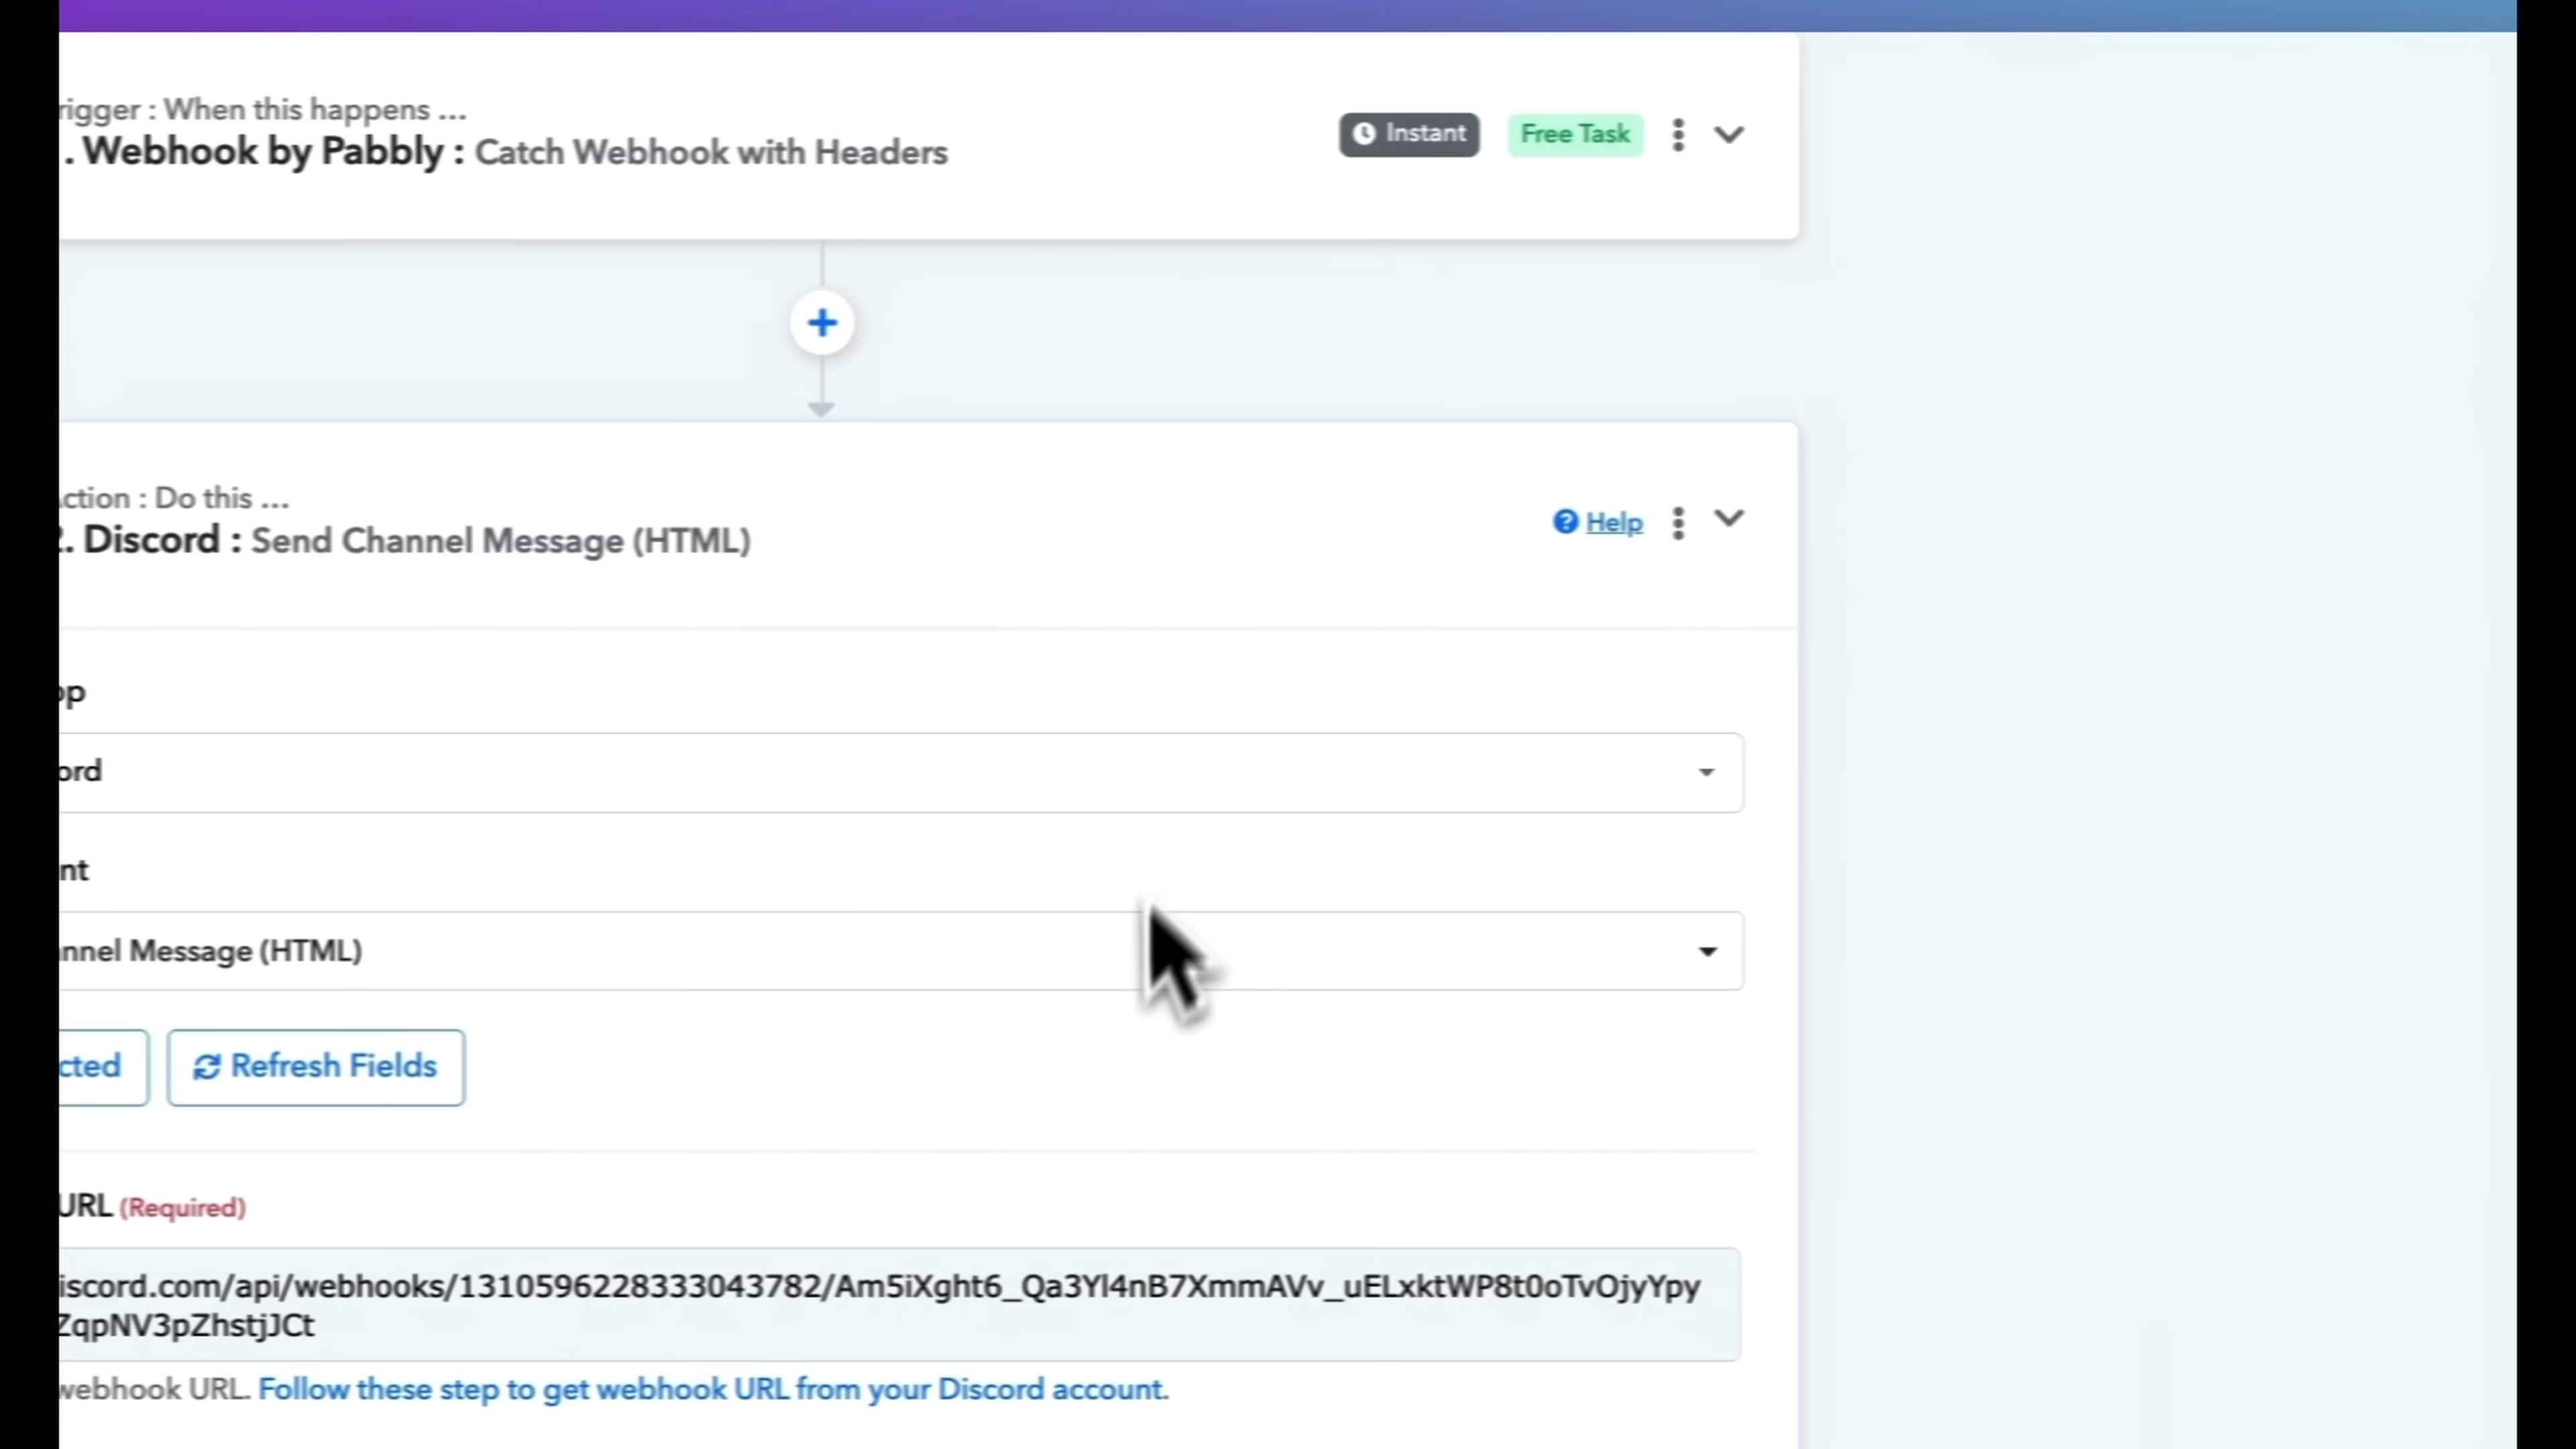 rigger : When this happens ...
. Webhook by Pabbly : Catch Webhook with Headers
Instant
Free Task
ction : Do this ...
2. Discord : Send Channel Message (HTML)
Help
pp
ord
nt
nnel Message (HTML)
cted
Refresh Fields
URL (Required)
iscord.com/api/webhooks/1310596228333043782/Am5iXght6_Qa3Yl4nB7XmmAVv_uELxktWP8t0oTvOjyYpy
ZqpNV3pZhstjJCt
webhook URL. Follow these step to get webhook URL from your Discord account.